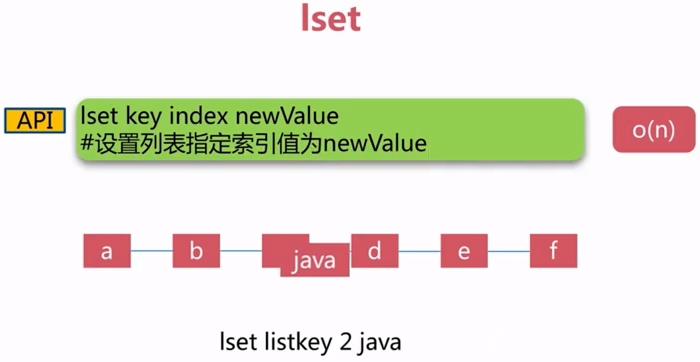 lset
API
lset key index newValue
#设置列表指定索引值为newValue
o(n)
a b java d e f
lset listkey 2 java